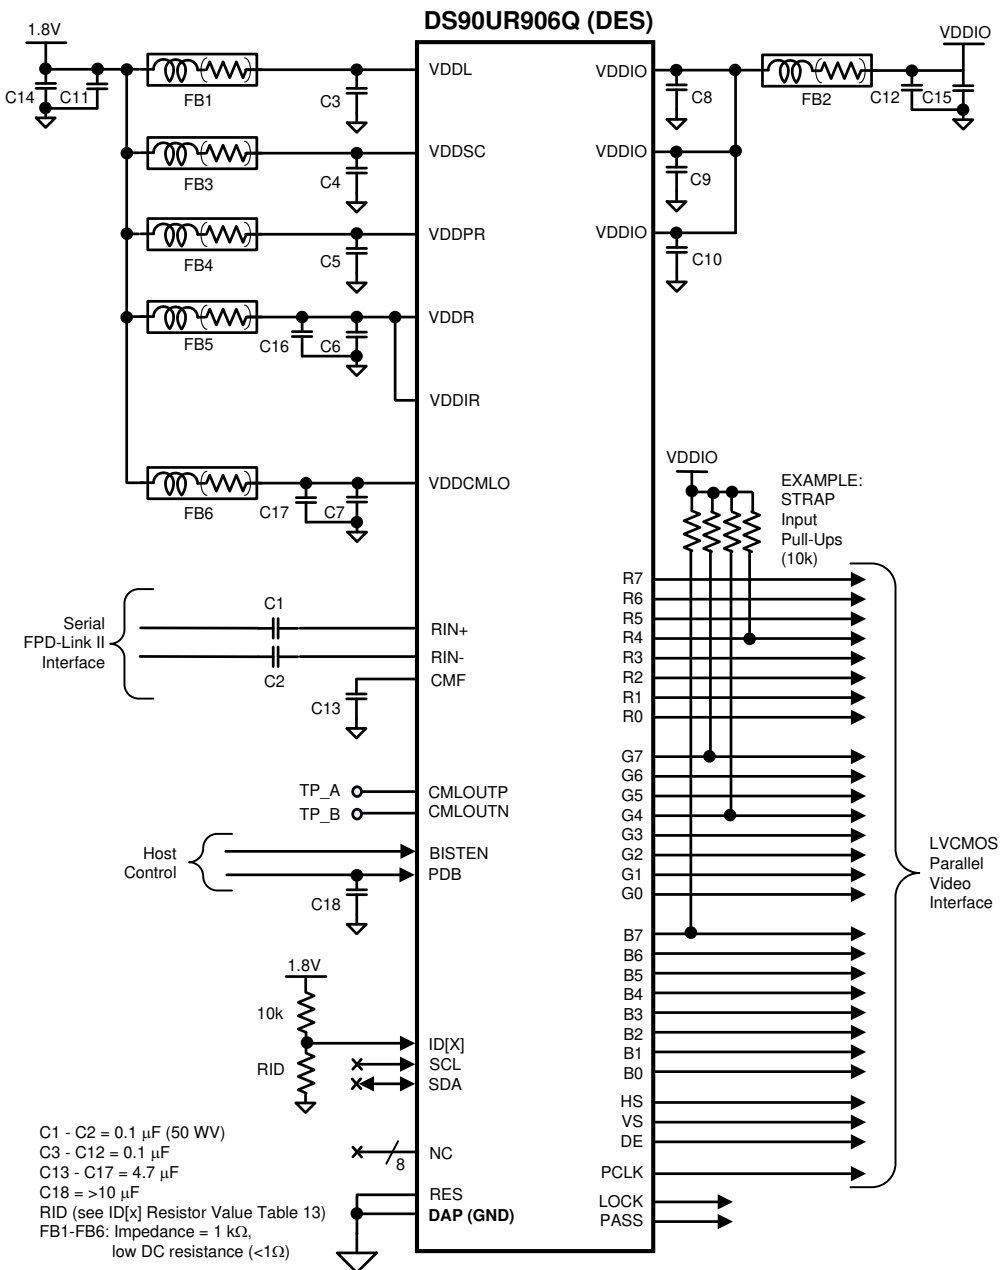 DS90UR906Q (DES)
1.8V
C14
C11
FB1
C3
VDDL
FB3
C4
VDDSC
FB4
C5
VDDPR
FB5
C16
C6
VDDR
VDDIR
FB6
C17
C7
VDDCMLO
VDDIO
VDDIO
C8
FB2
C12
C15
VDDIO
C9
VDDIO
C10
VDDIO
EXAMPLE:
STRAP
Input
Pull-Ups
(10k)
Serial
FPD-Link II
Interface
C1
C2
RIN+
RIN-
CMF
C13
TP_A
TP_B
CMLOUTP
CMLOUTN
Host
Control
BISTEN
PDB
C18
1.8V
10k
RID
ID[X]
SCL
SDA
NC
8
RES
DAP (GND)
R7
R6
R5
R4
R3
R2
R1
R0
G7
G6
G5
G4
G3
G2
G1
G0
B7
B6
B5
B4
B3
B2
B1
B0
HS
VS
DE
PCLK
LOCK
PASS
LVCMOS
Parallel
Video
Interface
C1 - C2 = 0.1 μF (50 WV)
C3 - C12 = 0.1 μF
C13 - C17 = 4.7 μF
C18 = >10 μF
RID (see ID[x] Resistor Value Table 13)
FB1-FB6: Impedance = 1 kΩ,
low DC resistance (<1Ω)